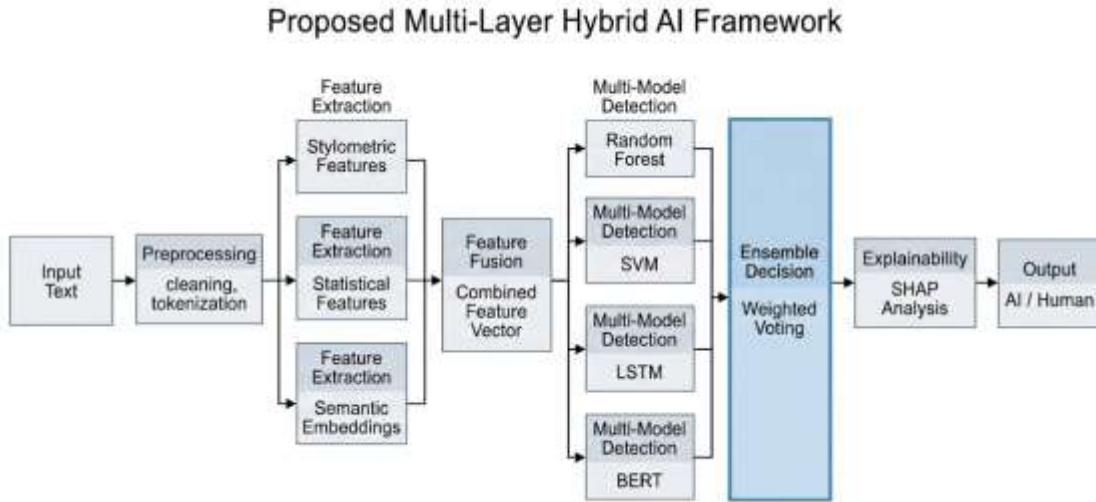 Proposed Multi-Layer Hybrid AI Framework
Input
Text
Preprocessing
cleaning,
tokenization
Feature
Extraction
Stylometric
Features
Feature
Extraction
Statistical
Features
Feature
Extraction
Semantic
Embeddings
Feature
Fusion
Combined
Feature
Vector
Multi-Model
Detection
Random
Forest
Multi-Model
Detection
SVM
Multi-Model
Detection
LSTM
Multi-Model
Detection
BERT
Ensemble
Decision
Weighted
Voting
Explainability
SHAP
Analysis
Output
AI / Human